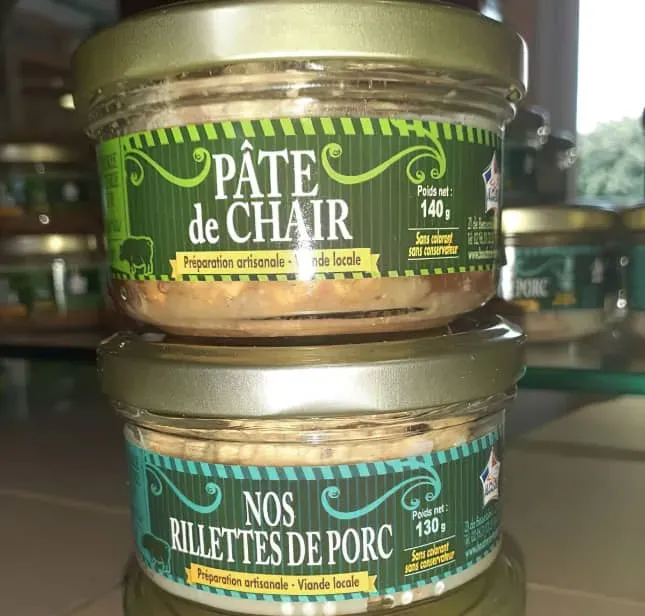 PÂTE
de CHAIR
Poids net :
140 g
Sans colorant
sans conservateur
Préparation artisanale - Viande locale
PORC
NOS
RILLETTES DE PORC
Poids net :
130 g
Sans colorant
sans conservateur
Préparation artisanale - Viande locale